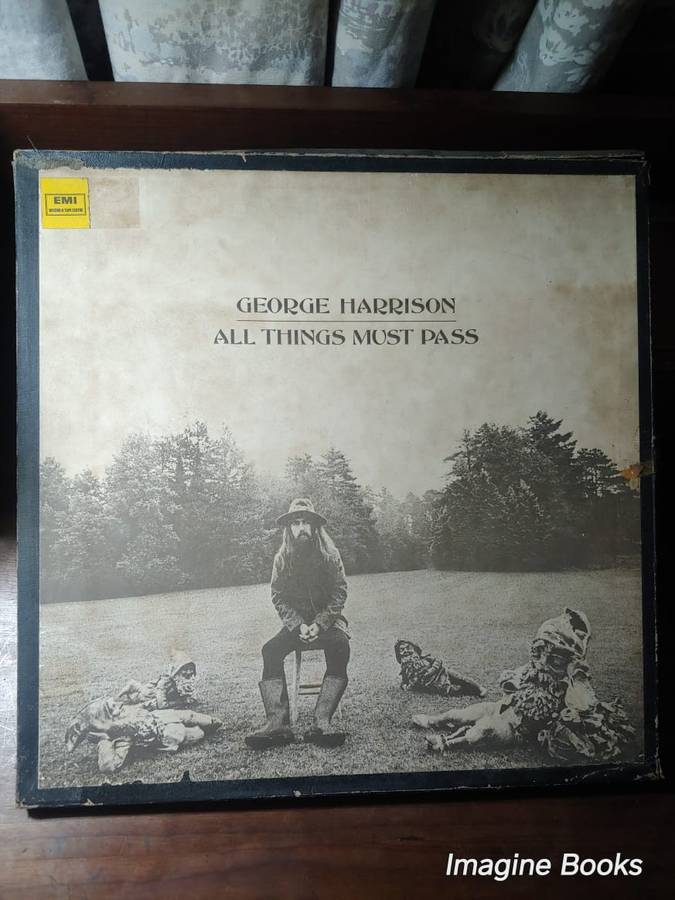 EMI
GEORGE HARRISON
ALL THINGS MUST PASS
Imagine Books